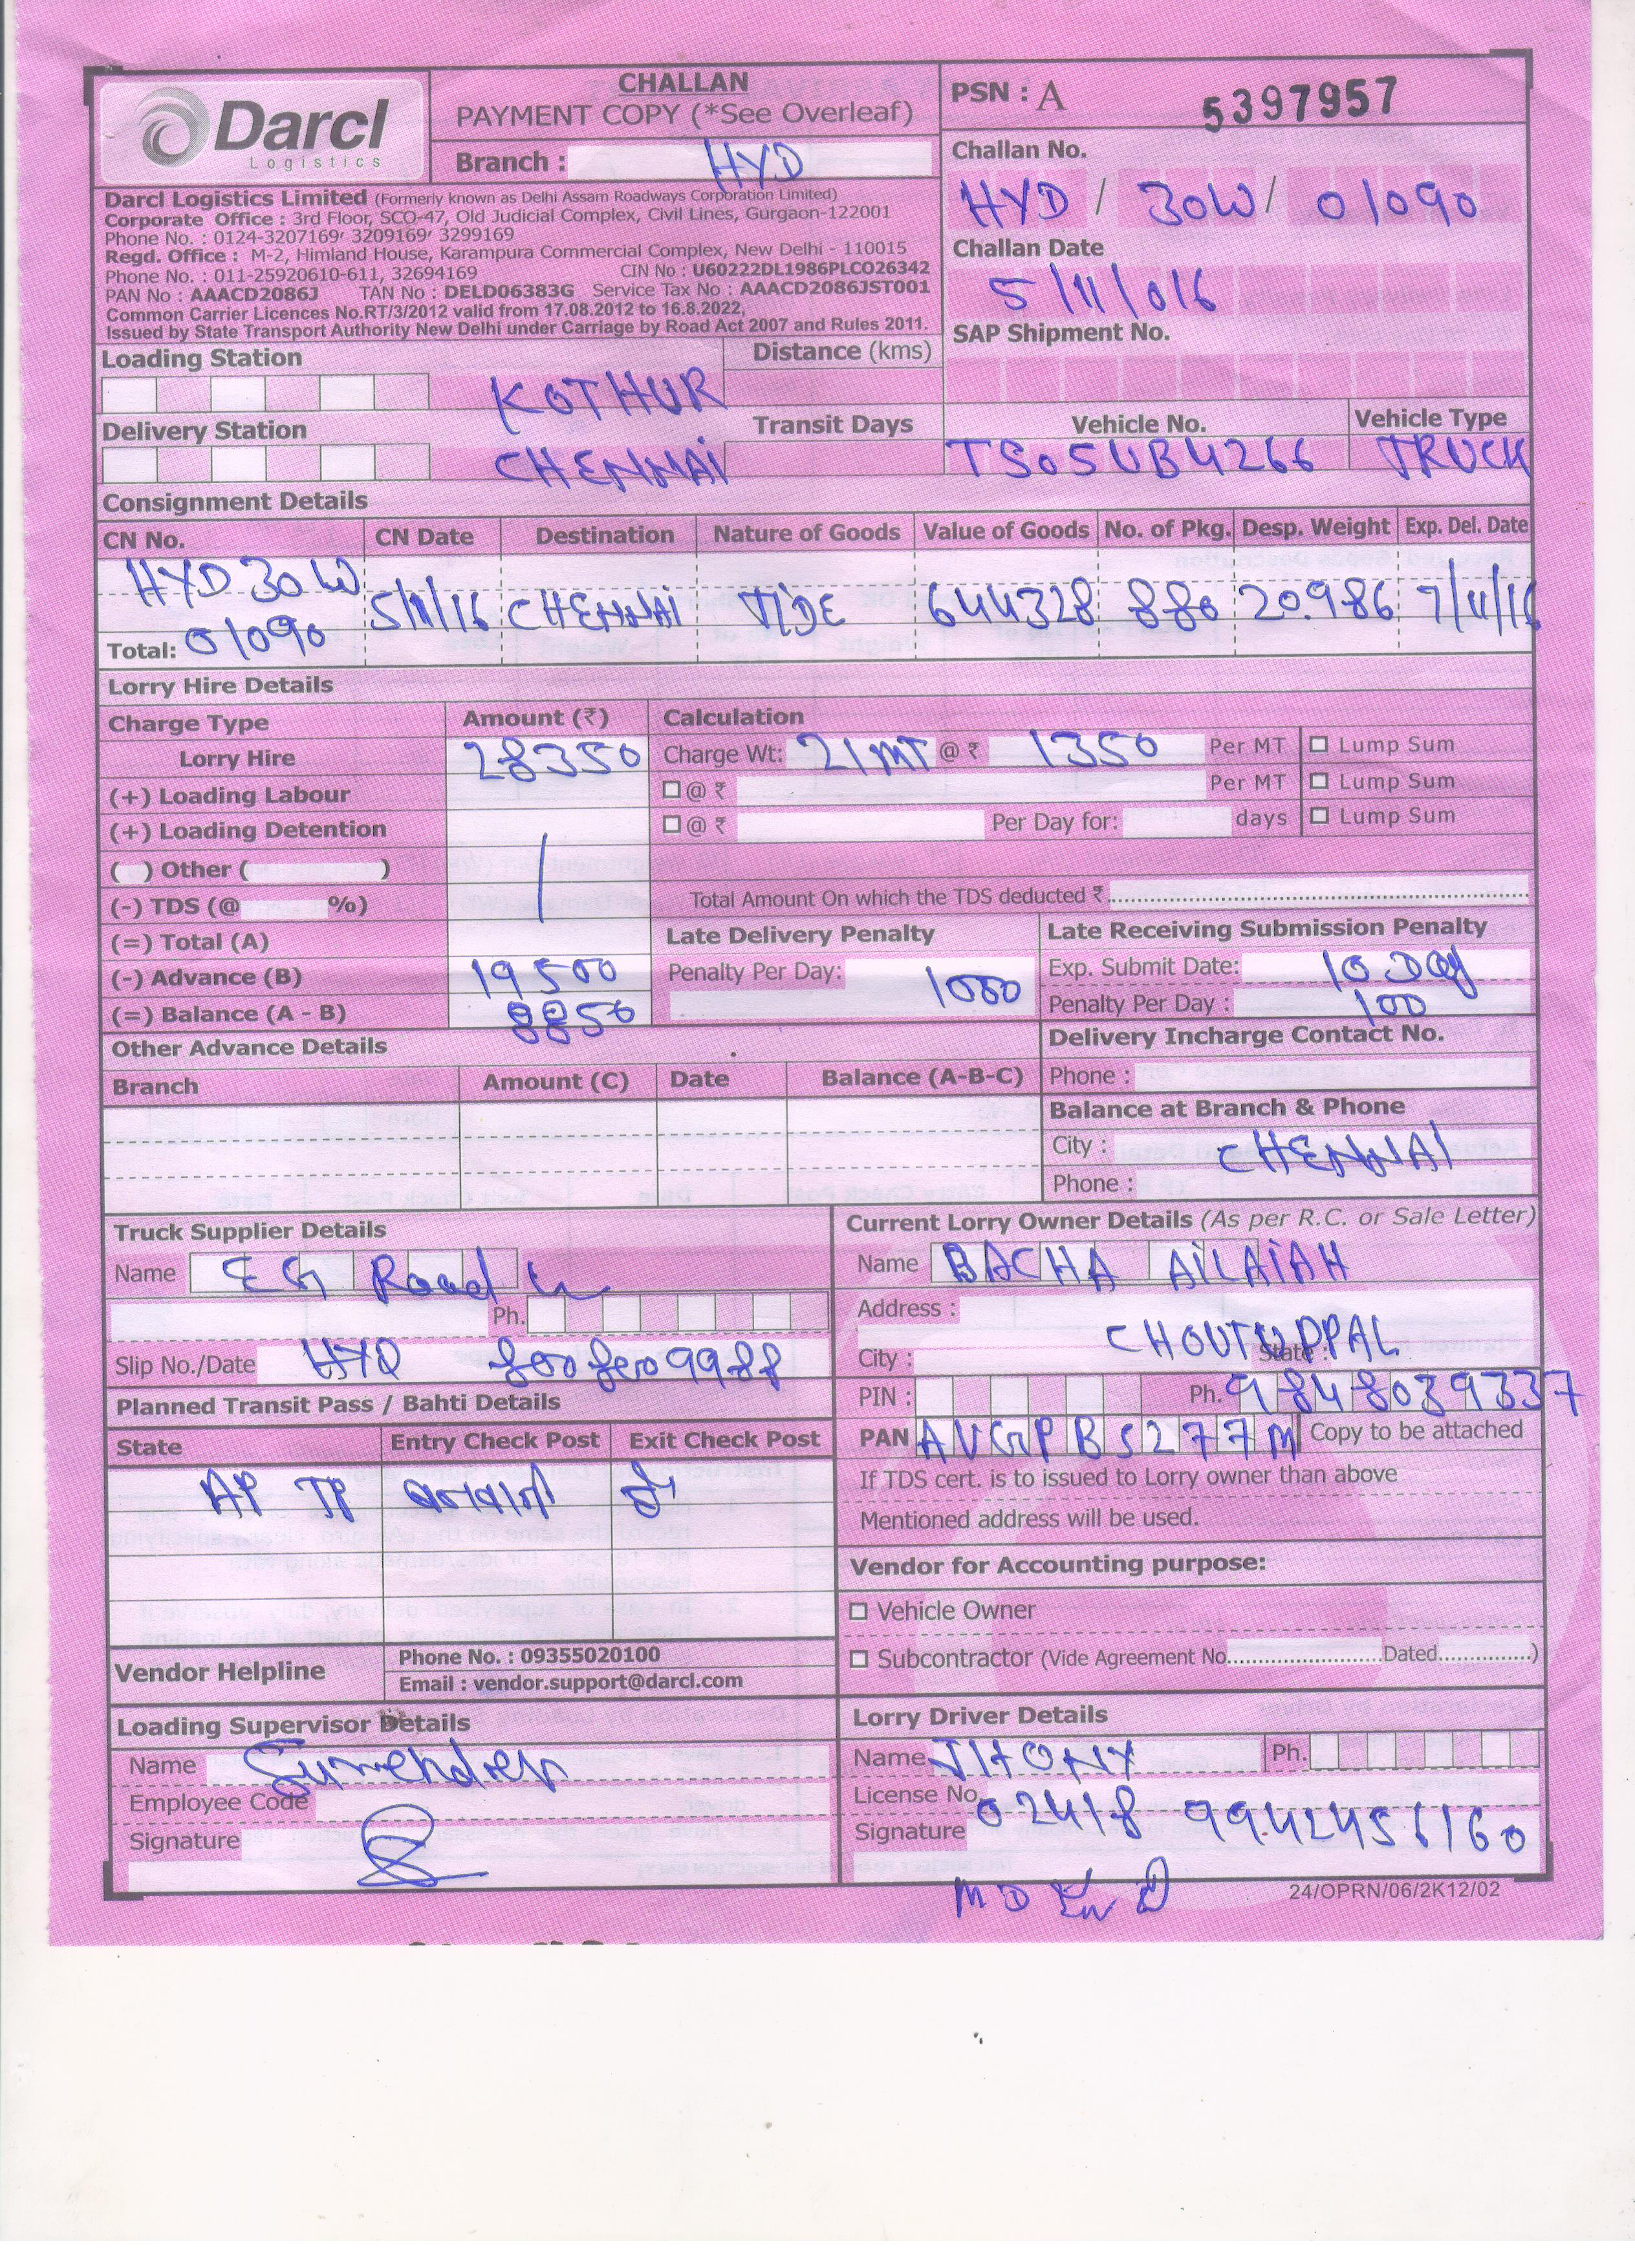 Darcl
Logistics
CHALLAN
PAYMENT COPY (*See Overleaf)
Branch : HYD
PSN : A 5397957
Challan No.
HYD / 30W / 01090
Challan Date
5/11/016
SAP Shipment No.
Darcl Logistics Limited (Formerly known as Delhi Assam Roadways Corporation Limited)
Corporate Office : 3rd Floor, SCO-47, Old Judicial Complex, Civil Lines, Gurgaon-122001
Phone No. : 0124-3207169, 3209169, 3299169
Regd. Office : M-2, Himland House, Karampura Commercial Complex, New Delhi - 110015
Phone No. : 011-25920610-611, 32694169 CIN No : U60222DL1986PLCO26342
PAN No : AAACD2086J TAN No : DELD06383G Service Tax No : AAACD2086JST001
Common Carrier Licences No.RT/3/2012 valid from 17.08.2012 to 16.8.2022,
Issued by State Transport Authority New Delhi under Carriage by Road Act 2007 and Rules 2011.
Loading Station KOTHUR Distance (kms)
Delivery Station CHENNAI Transit Days
Vehicle No. Vehicle Type
TS05UB4266 TRUCK
Consignment Details
CN No. CN Date Destination Nature of Goods Value of Goods No. of Pkg. Desp. Weight Exp. Del. Date
HYD 30W 5/11/16 CHENNAI TIDE 644328 880 20.986 7/11/16
Total: 01090
Lorry Hire Details
Charge Type Amount (₹) Calculation
Lorry Hire 28350 Charge Wt: 21MT @ ₹ 1350 Per MT Lump Sum
(+) Loading Labour @ ₹ Per MT Lump Sum
(+) Loading Detention @ ₹ Per Day for: days Lump Sum
( ) Other ( )
(-) TDS (@ %) Total Amount On which the TDS deducted ₹
(=) Total (A) Late Delivery Penalty Late Receiving Submission Penalty
(-) Advance (B) 19500 Penalty Per Day: 1000 Exp. Submit Date: 10 Day
(=) Balance (A - B) 8850 Penalty Per Day : 100
Other Advance Details Delivery Incharge Contact No.
Branch Amount (C) Date Balance (A-B-C) Phone :
Balance at Branch & Phone
City : CHENNAI
Phone :
Truck Supplier Details
Name EG Road
Ph.
Slip No./Date HYD 8008009988
Current Lorry Owner Details (As per R.C. or Sale Letter)
Name BACHA AILAIAH
Address :
CHOUTUPPAL
City : State :
PIN : Ph. 9848039337
PAN AVGPB5277M Copy to be attached
If TDS cert. is to issued to Lorry owner than above
Mentioned address will be used.
Planned Transit Pass / Bahti Details
State Entry Check Post Exit Check Post
AP TP बनवानी है
Vendor for Accounting purpose:
Vehicle Owner
Subcontractor (Vide Agreement No. Dated )
Vendor Helpline Phone No. : 09355020100
Email : vendor.support@darcl.com
Loading Supervisor Details
Name
Employee Code
Signature
Lorry Driver Details
Name JHONY Ph.
License No. 02418 9942456160
Signature
24/OPRN/06/2K12/02